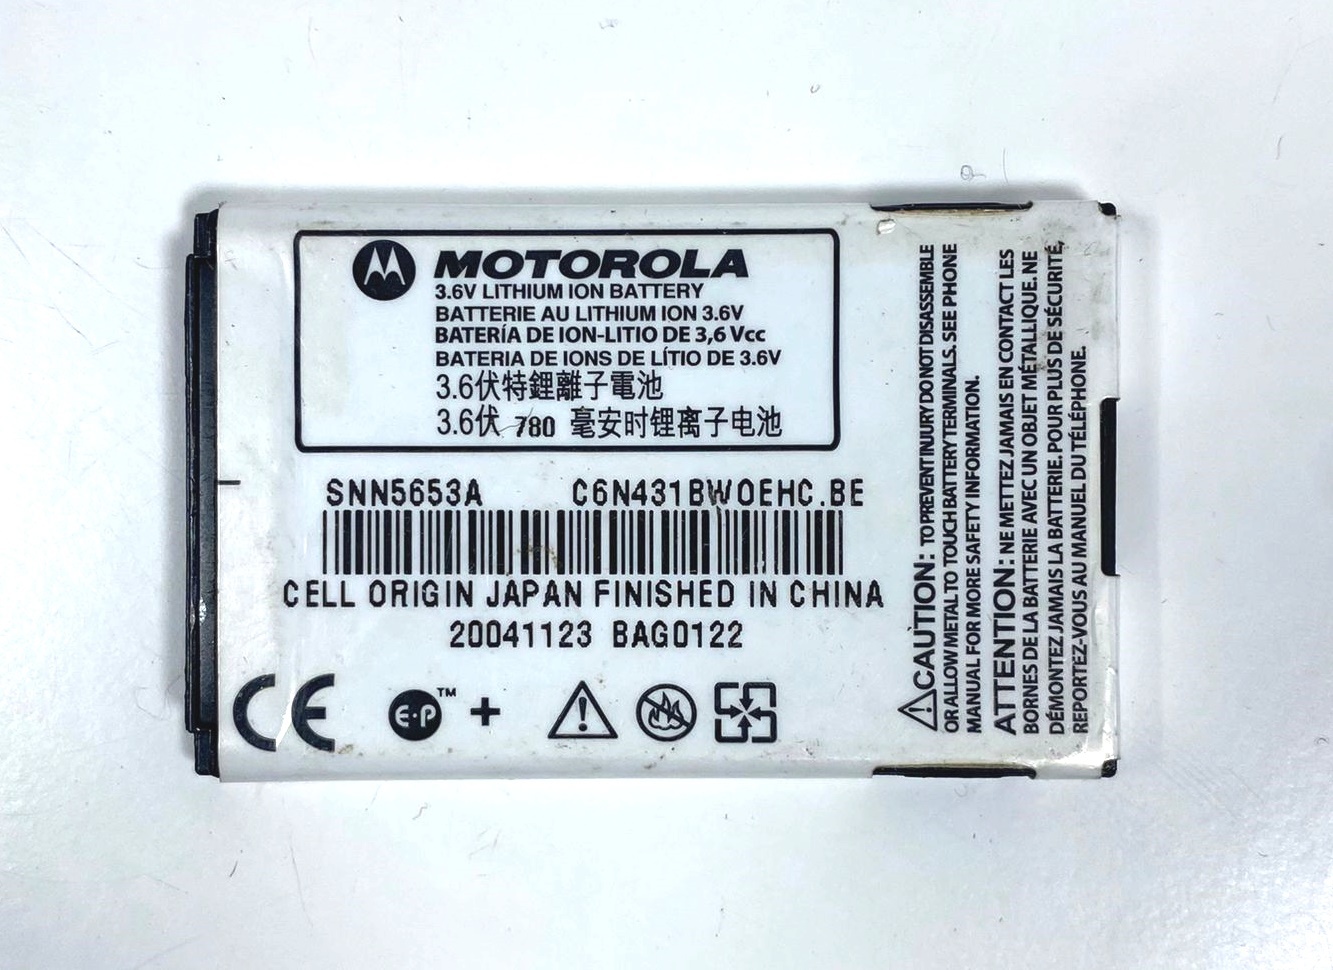 MOTOROLA
3.6V LITHIUM ION BATTERY
BATTERIE AU LITHIUM ION 3.6V
BATERÍA DE ION-LITIO DE 3,6 Vcc
BATERIA DE IONS DE LÍTIO DE 3.6V
3.6伏特鋰離子電池
3.6伏 780 毫安时锂离子电池
SNN5653A C6N431BWOEHC.BE
CELL ORIGIN JAPAN FINISHED IN CHINA
20041123 BAG0122
CE E·P™ +
⚠CAUTION: TO PREVENT INJURY DO NOT DISASSEMBLE
OR ALLOW METAL TO TOUCH BATTERY TERMINALS. SEE PHONE
MANUAL FOR MORE SAFETY INFORMATION.
ATTENTION: NE METTEZ JAMAIS EN CONTACT LES
BORNES DE LA BATTERIE AVEC UN OBJET MÉTALLIQUE. NE
DÉMONTEZ JAMAIS LA BATTERIE. POUR PLUS DE SÉCURITÉ,
REPORTEZ-VOUS AU MANUEL DU TÉLÉPHONE.